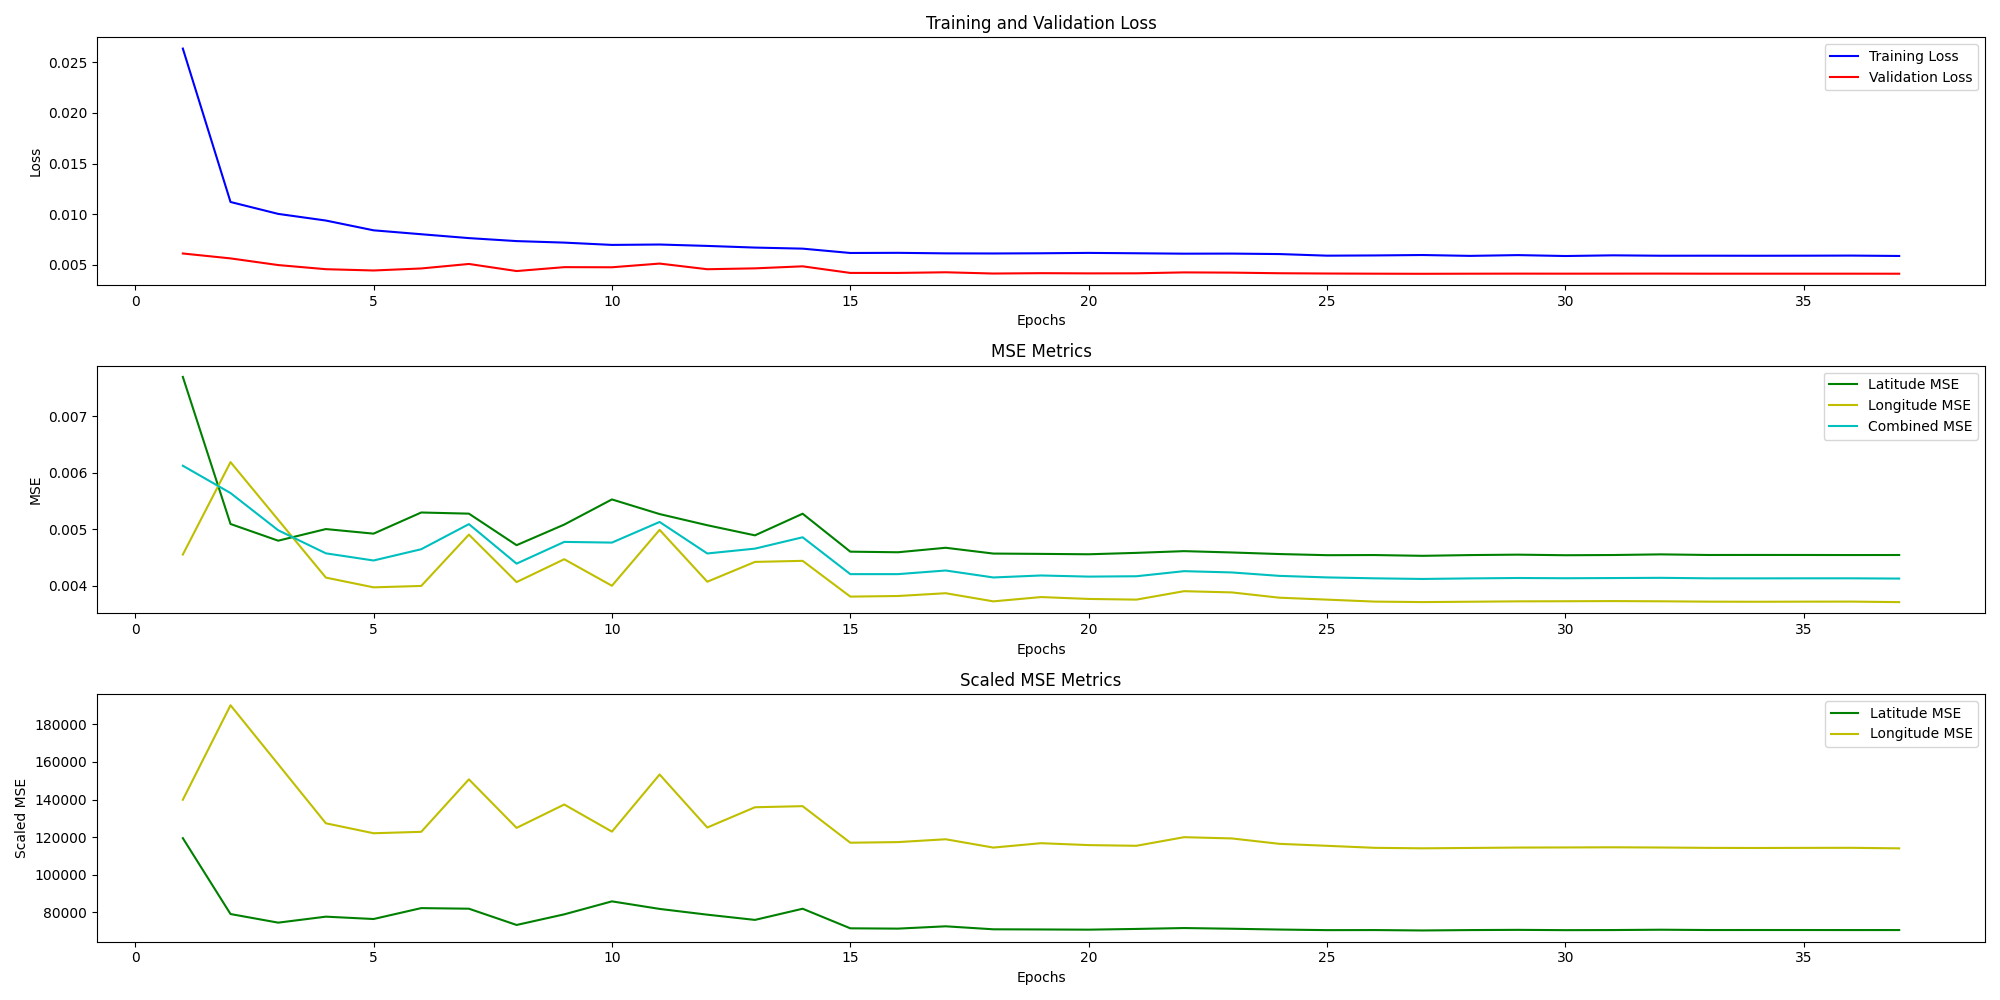 Training and Validation Loss
Loss
0.025
0.020
0.015
0.010
0.005
Training Loss
Validation Loss
0 5 10 15 20 25 30 35
Epochs
MSE Metrics
MSE
0.007
0.006
0.005
0.004
Latitude MSE
Longitude MSE
Combined MSE
0 5 10 15 20 25 30 35
Epochs
Scaled MSE Metrics
Scaled MSE
180000
160000
140000
120000
100000
80000
Latitude MSE
Longitude MSE
0 5 10 15 20 25 30 35
Epochs